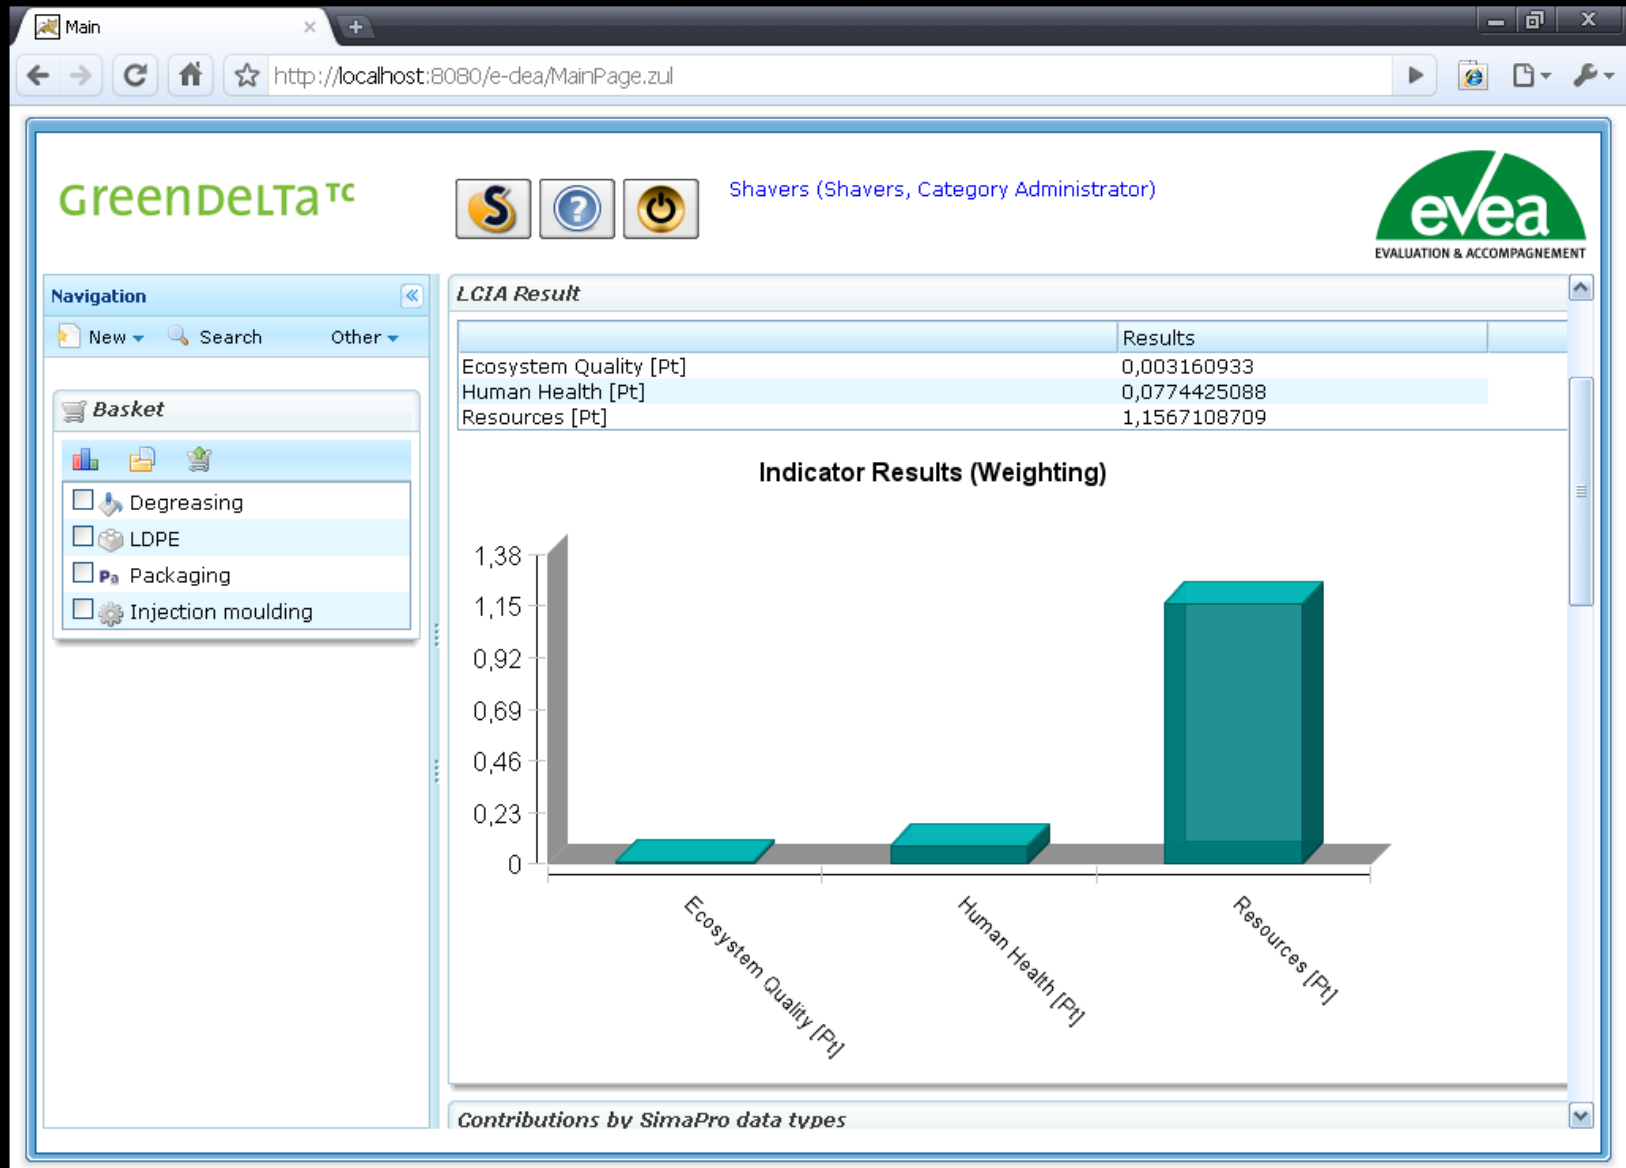 Main
http://localhost:8080/e-dea/MainPage.zul
GreenDeLTa TC
Shavers (Shavers, Category Administrator)
evea
EVALUATION & ACCOMPAGNEMENT
Navigation
New
Search
Other
Basket
Degreasing
LDPE
Pa Packaging
Injection moulding
LCIA Result
Results
Ecosystem Quality [Pt] 0,003160933
Human Health [Pt] 0,0774425088
Resources [Pt] 1,1567108709
Indicator Results (Weighting)
1,38
1,15
0,92
0,69
0,46
0,23
0
Ecosystem Quality [Pt]
Human Health [Pt]
Resources [Pt]
Contributions by SimaPro data types